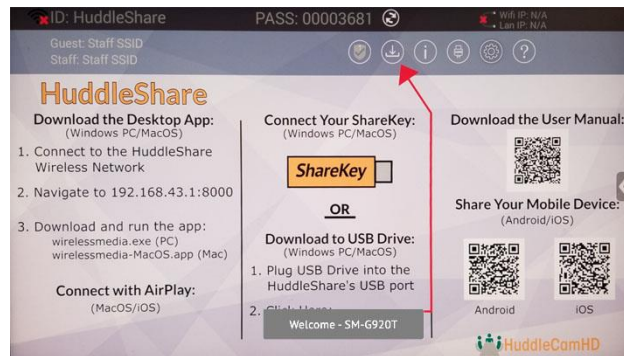 ID: HuddleShare
PASS: 00003681
Wifi IP: N/A
Lan IP: N/A
Guest: Staff SSID
Staff: Staff SSID
HuddleShare
Download the Desktop App:
(Windows PC/MacOS)
1. Connect to the HuddleShare
Wireless Network
2. Navigate to 192.168.43.1:8000
3. Download and run the app:
wirelessmedia.exe (PC)
wirelessmedia-MacOS.app (Mac)
Connect with AirPlay:
(MacOS/iOS)
Connect Your ShareKey:
(Windows PC/MacOS)
ShareKey
OR
Download to USB Drive:
(Windows PC/MacOS)
1. Plug USB Drive into the
HuddleShare's USB port
2.
Welcome - SM-G920T
Download the User Manual:
Share Your Mobile Device:
(Android/iOS)
Android
iOS
HuddleCamHD